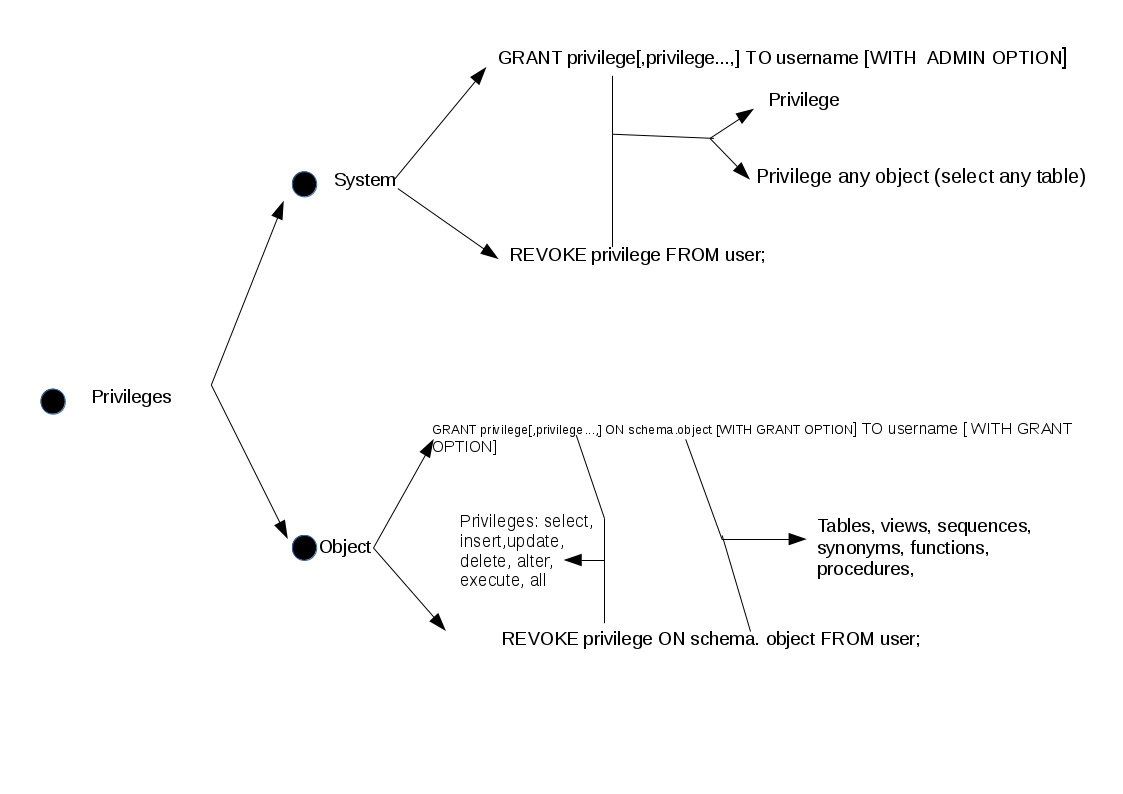 GRANT privilege[,privilege...,] TO username [WITH  ADMIN OPTION]
Privilege
System
Privilege any object (select any table)
REVOKE privilege FROM user;
Privileges
GRANT privilege[,privilege...,] ON schema.object [WITH GRANT OPTION] TO username [ WITH GRANT
OPTION]
Object
Privileges: select,
insert,update,
delete, alter,
execute, all
Tables, views, sequences,
synonyms, functions,
procedures,
REVOKE privilege ON schema. object FROM user;